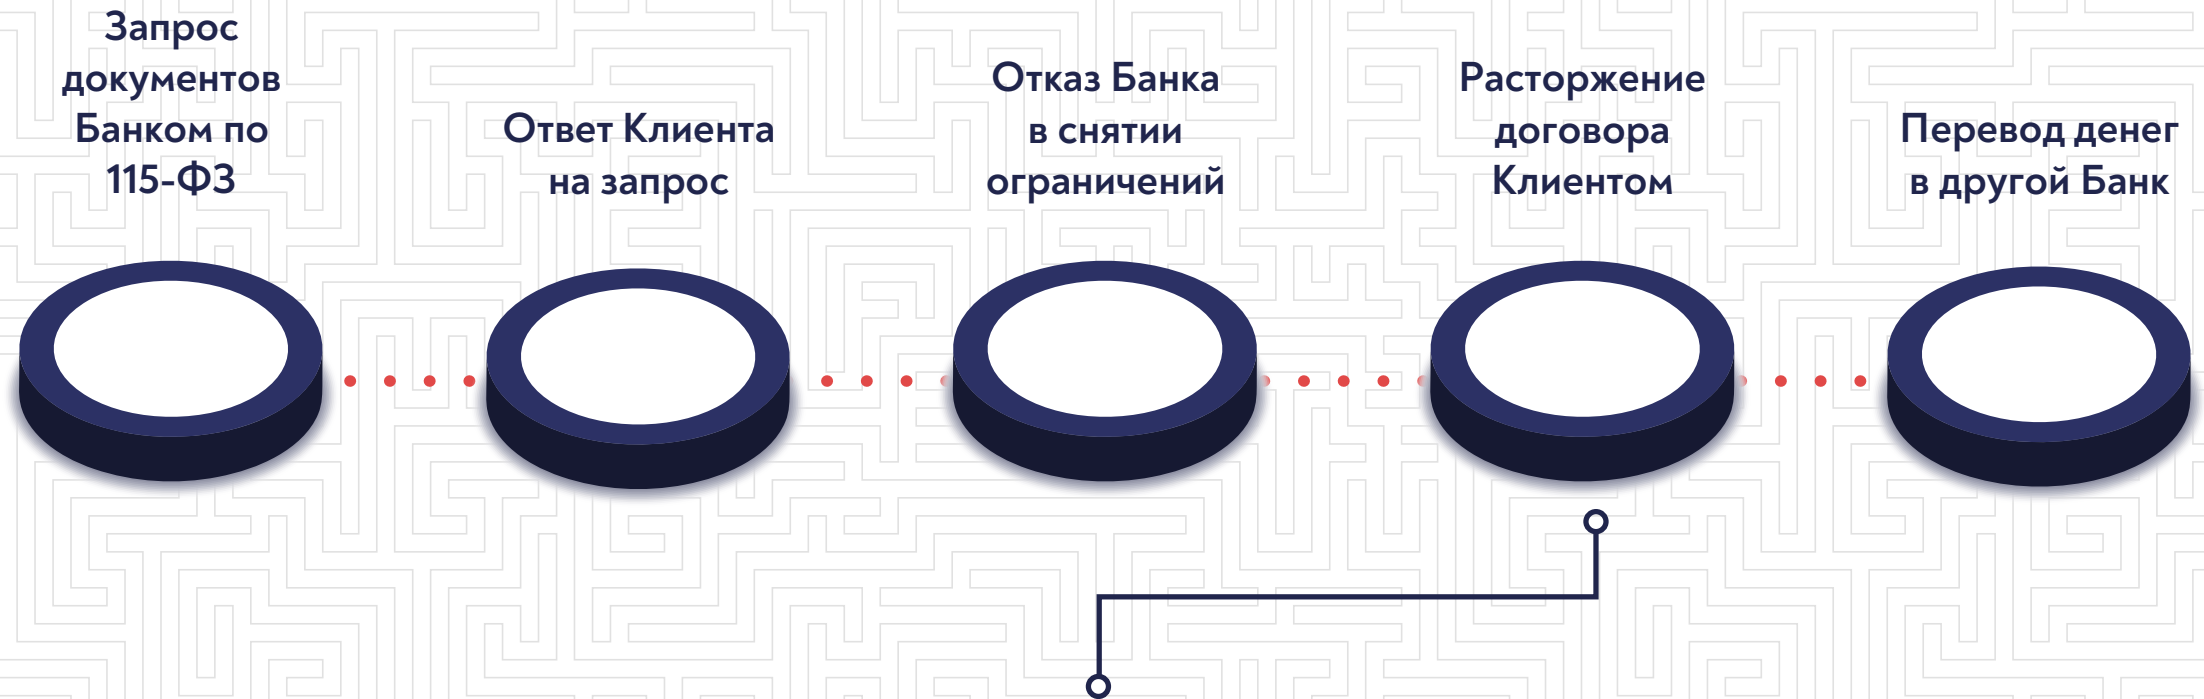 Запрос
документов
Банком по
115-ФЗ
Ответ Клиента
на запрос
Отказ Банка
в снятии
ограничений
Расторжение
договора
Клиентом
Перевод денег
в другой Банк